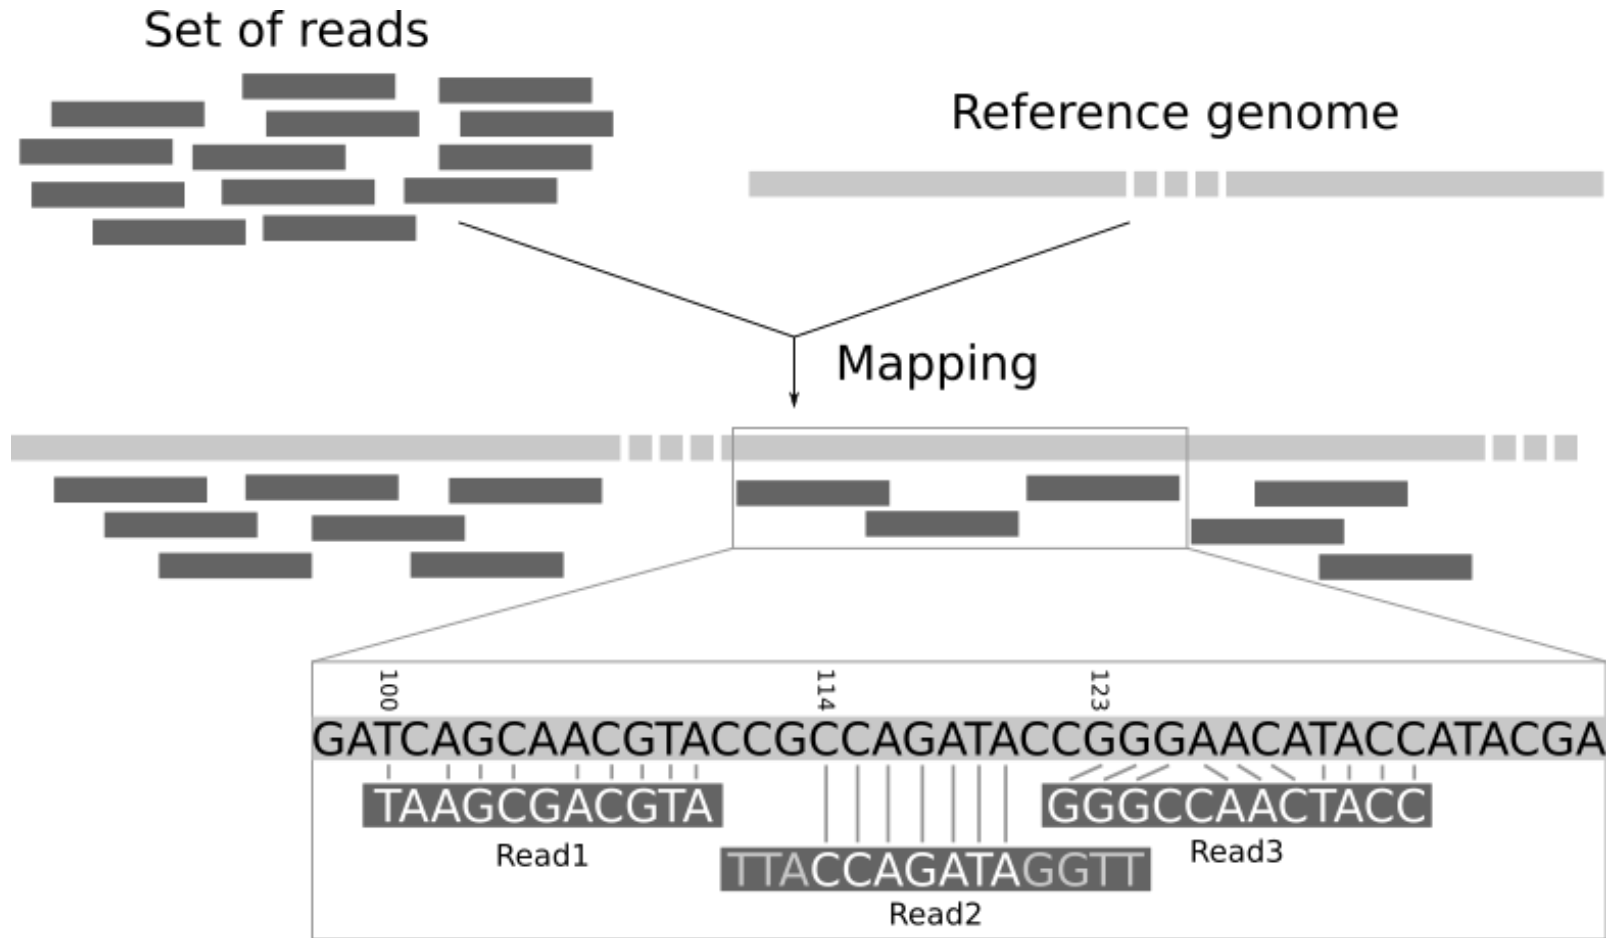 Set of reads
Reference genome
Mapping
100 114 123
GATCAGCAACGTACCGCCAGATACCGGGAACATACCATACGA
TAAGCGACGTA GGGCCAACTACC
Read1 Read3
TTACCAGATAGGTT
Read2